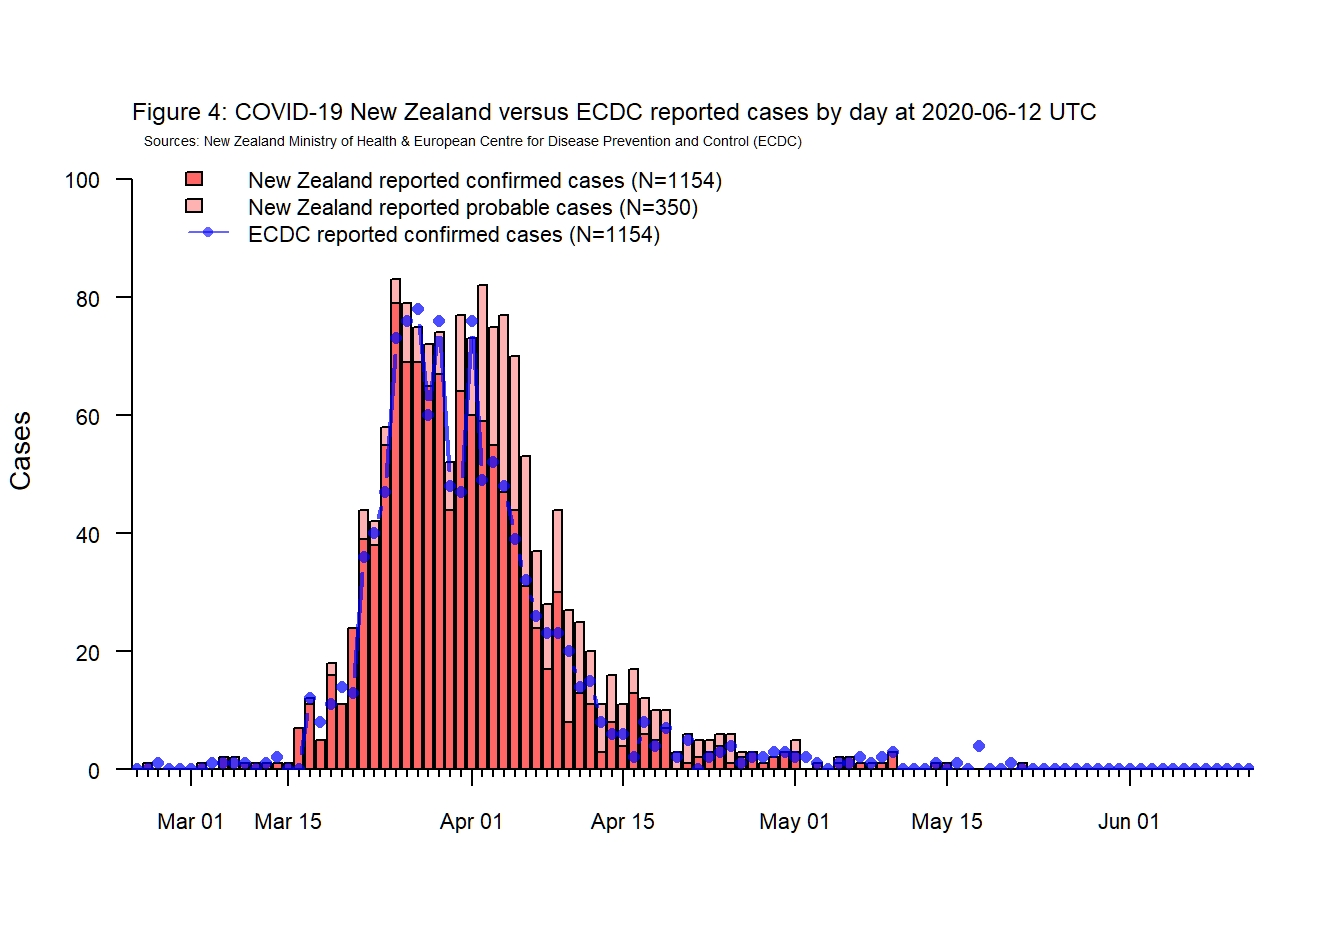 Figure 4: COVID-19 New Zealand versus ECDC reported cases by day at 2020-06-12 UTC
Sources: New Zealand Ministry of Health & European Centre for Disease Prevention and Control (ECDC)
New Zealand reported confirmed cases (N=1154)
New Zealand reported probable cases (N=350)
ECDC reported confirmed cases (N=1154)
Cases
100
80
60
40
20
0
Mar 01
Mar 15
Apr 01
Apr 15
May 01
May 15
Jun 01